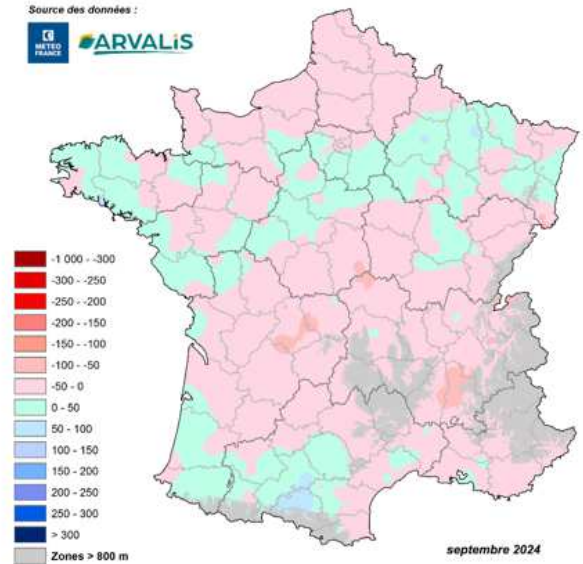 Source des données :
METEO
FRANCE
ARVALIS
-1 000 - -300
-300 - -250
-250 - -200
-200 - -150
-150 - -100
-100 - -50
-50 - 0
0 - 50
50 - 100
100 - 150
150 - 200
200 - 250
250 - 300
> 300
Zones > 800 m
septembre 2024